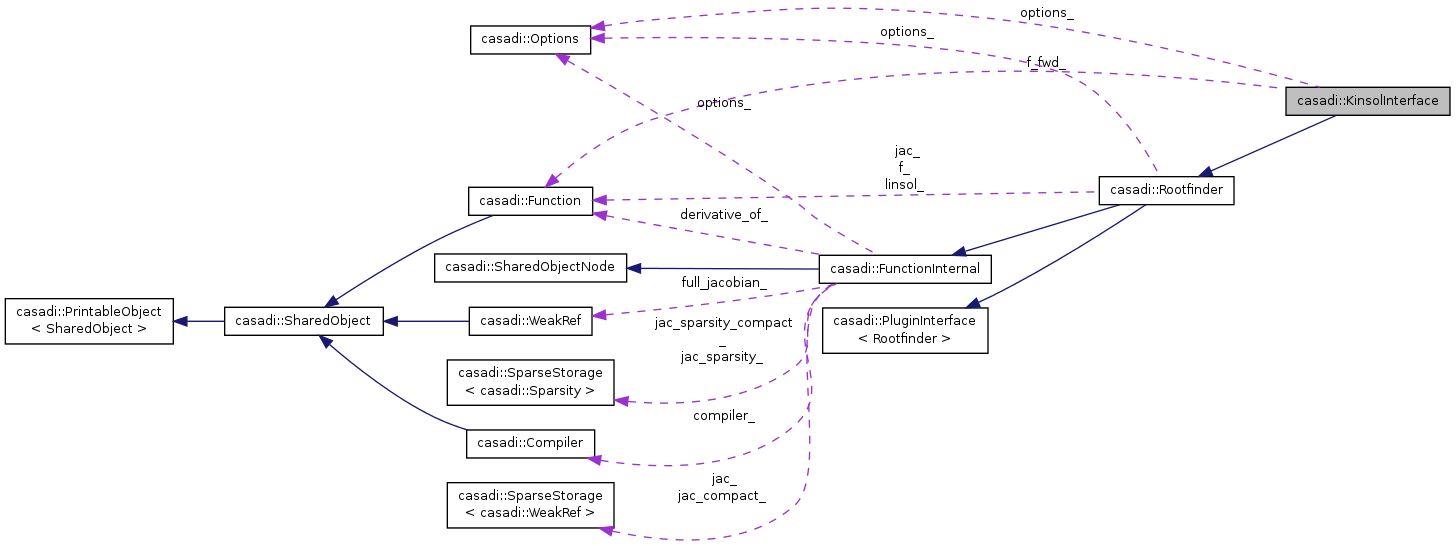 options_
casadi::Options
options_
f_fwd_
options_
casadi::KinsolInterface
jac_
f_
linsol_
casadi::Rootfinder
casadi::Function
derivative_of_
casadi::SharedObjectNode
casadi::FunctionInternal
full_jacobian_
casadi::PrintableObject
< SharedObject >
casadi::SharedObject
casadi::WeakRef
casadi::PluginInterface
< Rootfinder >
jac_sparsity_compact
_
jac_sparsity_
casadi::SparseStorage
< casadi::Sparsity >
compiler_
casadi::Compiler
jac_
jac_compact_
casadi::SparseStorage
< casadi::WeakRef >